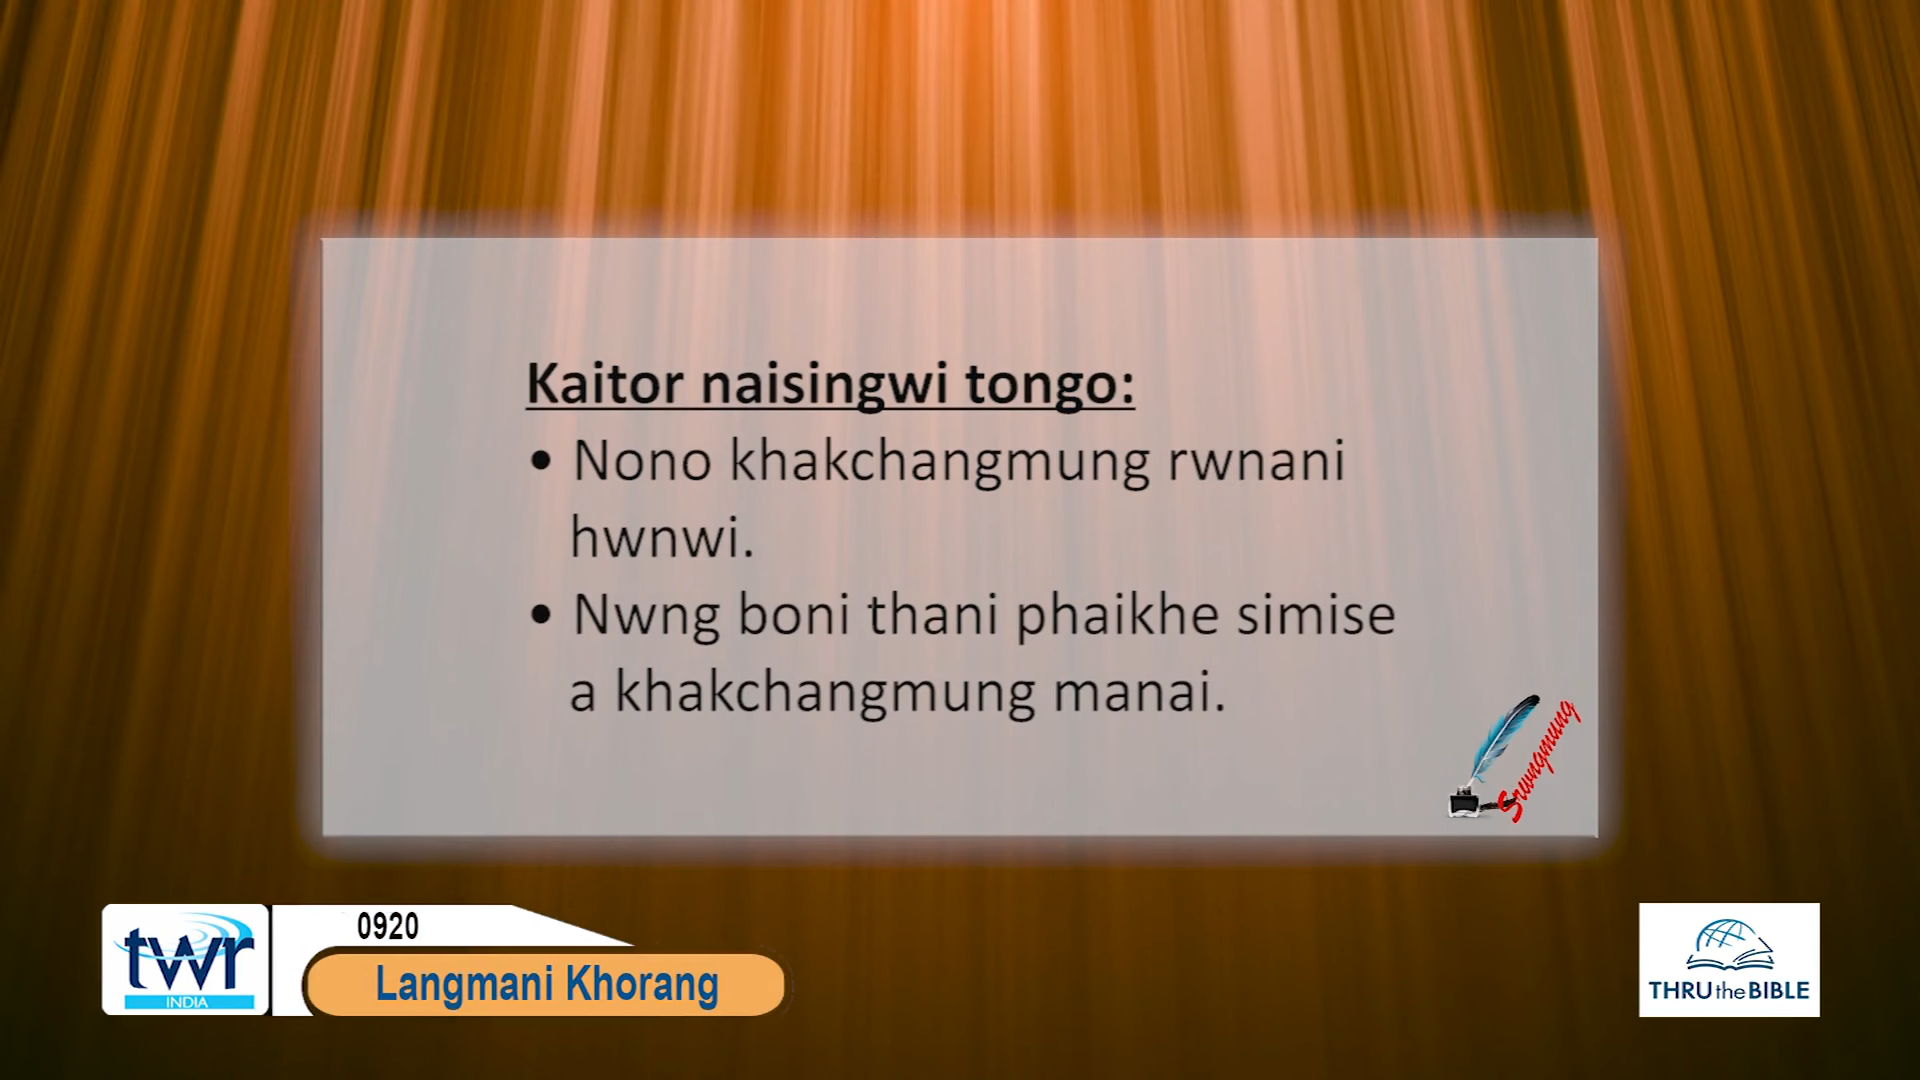 Kaitor naisingwi tongo:
• Nono khakchangmung rwnani
hwnwi.
• Nwng boni thani phaikhe simise
a khakchangmung manai.
Srwngmung
twr
INDIA
0920
Langmani Khorang
THRU the BIBLE